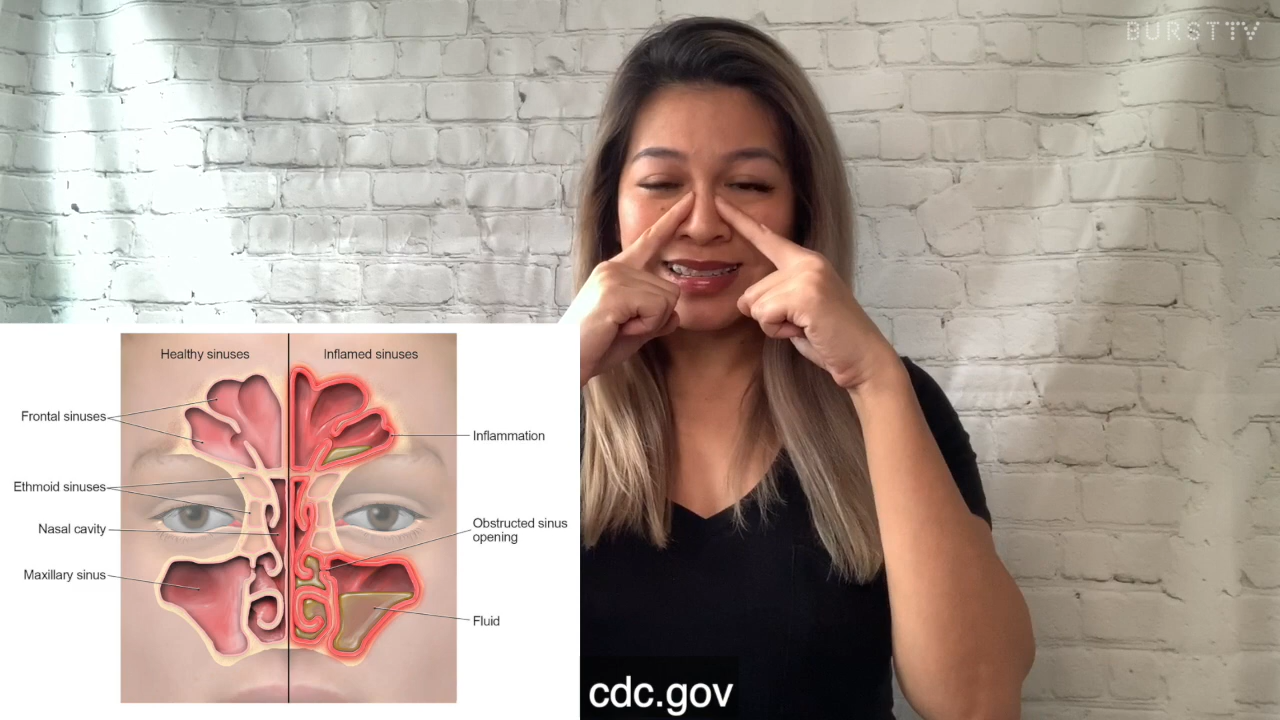 BURSTTV
Healthy sinuses
Inflamed sinuses
Frontal sinuses
Inflammation
Ethmoid sinuses
Nasal cavity
Obstructed sinus
opening
Maxillary sinus
Fluid
cdc.gov